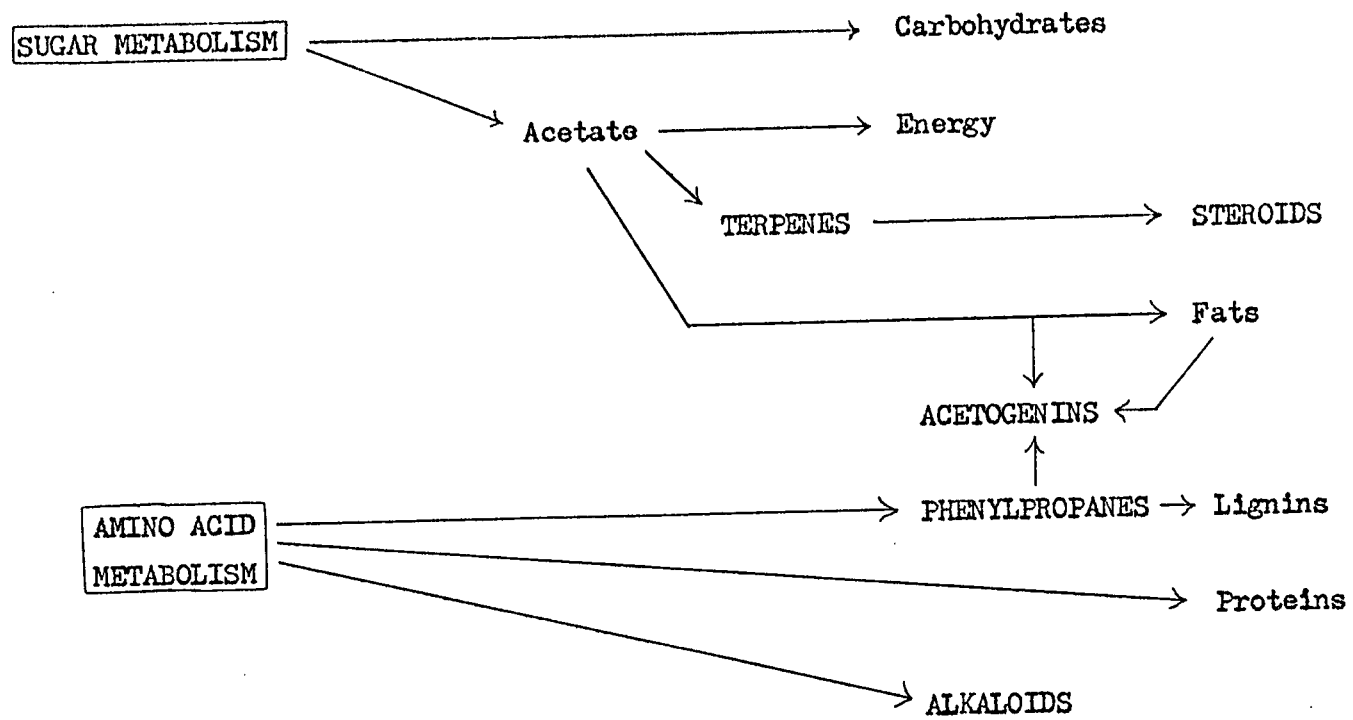 SUGAR METABOLISM
Carbohydrates
Acetate
Energy
TERPENES
STEROIDS
Fats
ACETOGENINS
AMINO ACID
METABOLISM
PHENYLPROPANES
Lignins
Proteins
ALKALOIDS